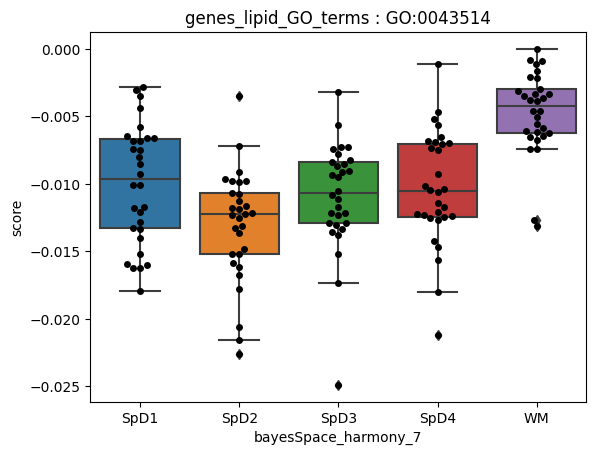 genes_lipid_GO_terms : GO:0043514
0.000
−0.005
−0.010
−0.015
−0.020
−0.025
score
SpD1 SpD2 SpD3 SpD4 WM
bayesSpace_harmony_7